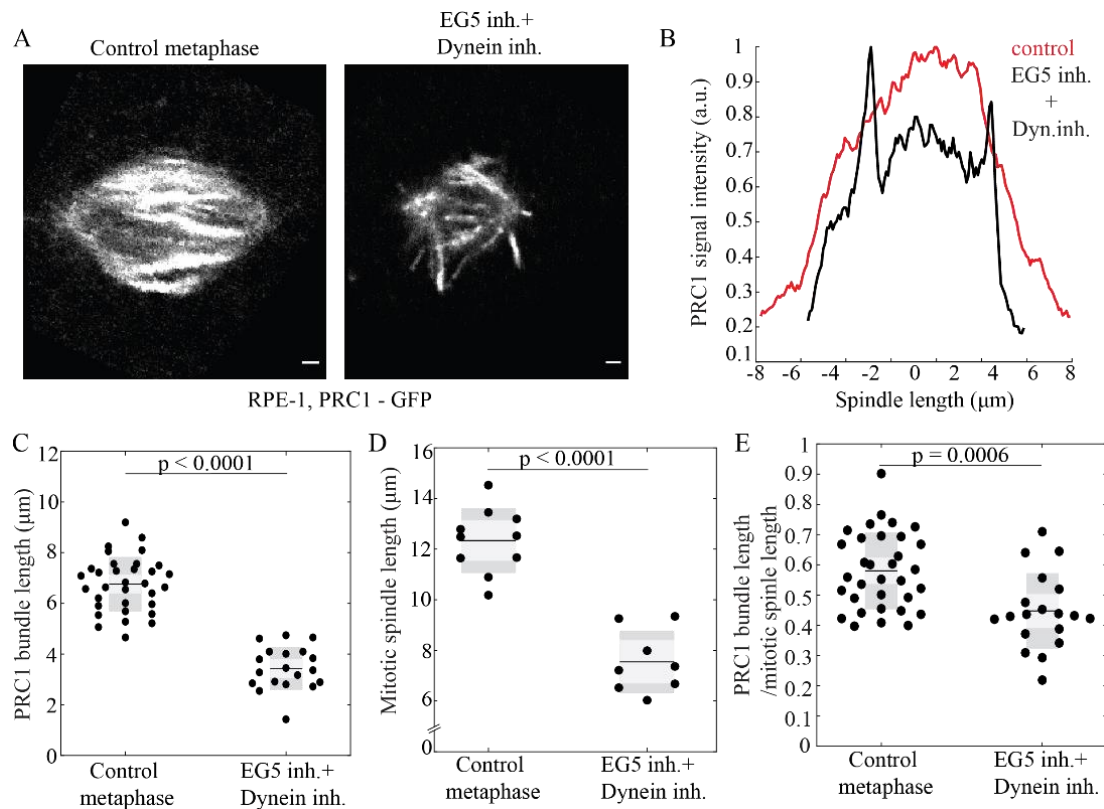 A
Control metaphase
EG5 inh.+
Dynein inh.
RPE-1, PRC1 - GFP
B
PRC1 signal intensity (a.u.)
1
0.9
0.8
0.7
0.6
0.5
0.4
0.3
0.2
0.1
-8 -6 -4 -2 0 2 4 6 8
Spindle length (μm)
control
EG5 inh.
+
Dyn.inh.
C
PRC1 bundle length (μm)
12
10
8
6
4
2
0
p < 0.0001
Control
metaphase
EG5 inh.+
Dynein inh.
D
Mitotic spindle length (μm)
16
14
12
10
8
6
0
p < 0.0001
Control
metaphase
EG5 inh.+
Dynein inh.
E
PRC1 bundle length
/mitotic spinle length
1
0.9
0.8
0.7
0.6
0.5
0.4
0.3
0.2
0.1
0
p = 0.0006
Control
metaphase
EG5 inh.+
Dynein inh.